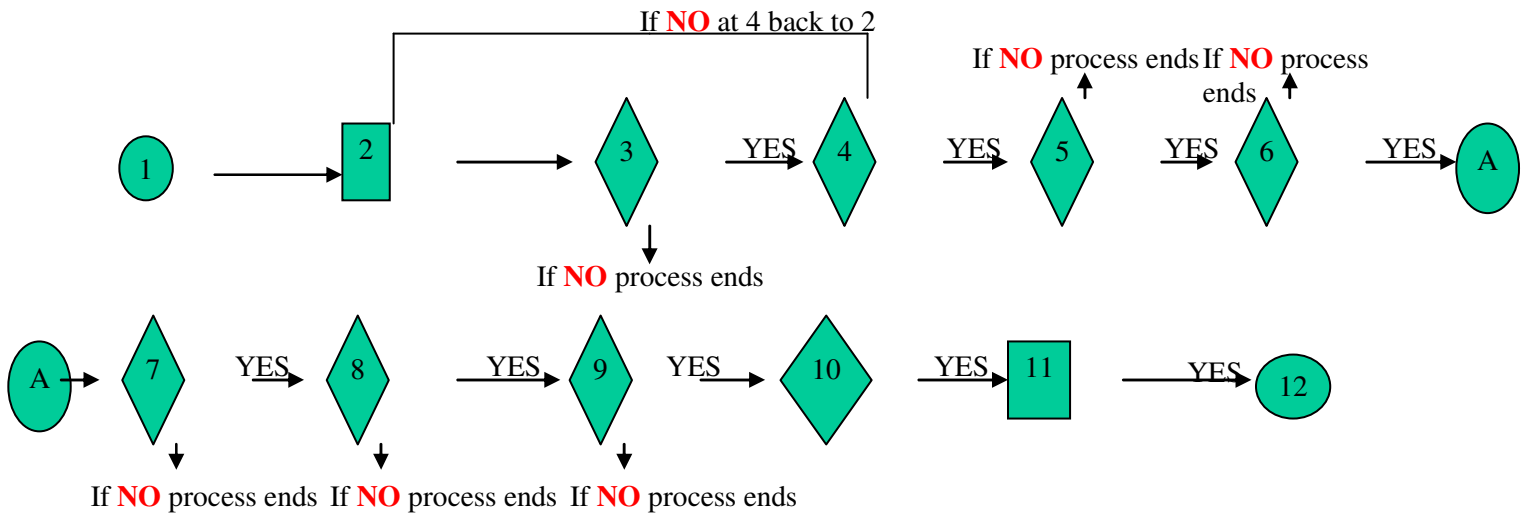 If NO at 4 back to 2
If NO process ends
If NO process
ends
1
2
3
YES
4
YES
5
YES
6
YES
A
If NO process ends
A
7
YES
8
YES
9
YES
10
YES
11
YES
12
If NO process ends
If NO process ends
If NO process ends